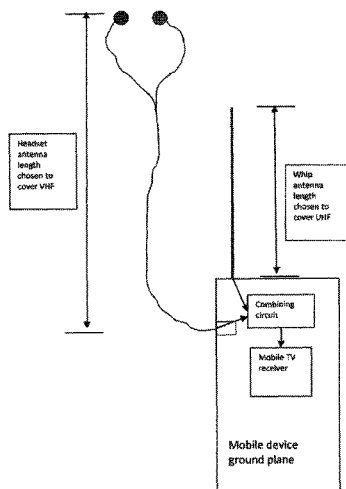 Headset
antenna
length
chosen to
cover VHF
Whip
antenna
length
chosen to
cover UHF
Combining
circuit
Mobile TV
receiver
Mobile device
ground plane